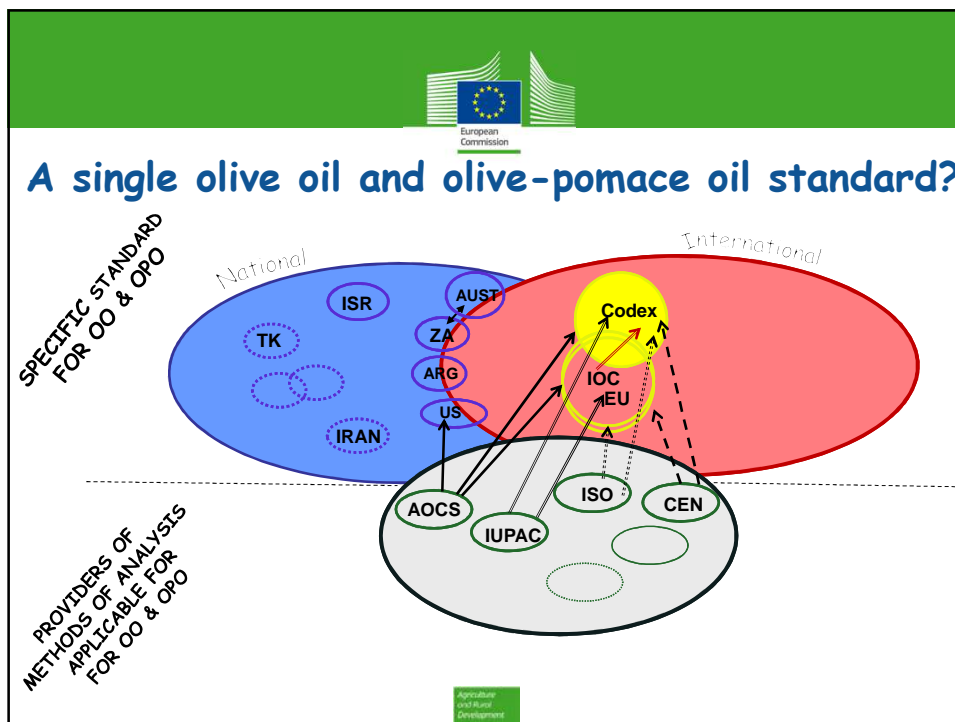 European
Commission
A single olive oil and olive-pomace oil standard?
SPECIFIC STANDARD
FOR OO & OPO
National
International
ISR
AUST
Codex
ZA
TK
ARG
IOC
EU
US
IRAN
ISO
CEN
AOCS
IUPAC
PROVIDERS OF
METHODS OF ANALYSIS
APPLICABLE FOR
FOR OO & OPO
Agriculture
and Rural
Development